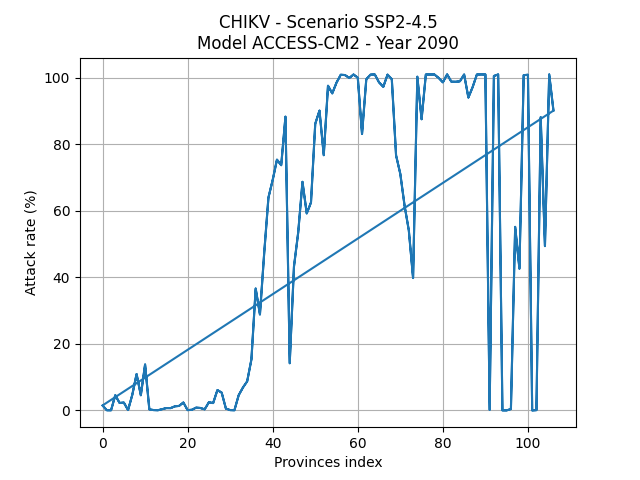 CHIKV - Scenario SSP2-4.5
Model ACCESS-CM2 - Year 2090
Attack rate (%)
100
80
60
40
20
0
0 20 40 60 80 100
Provinces index